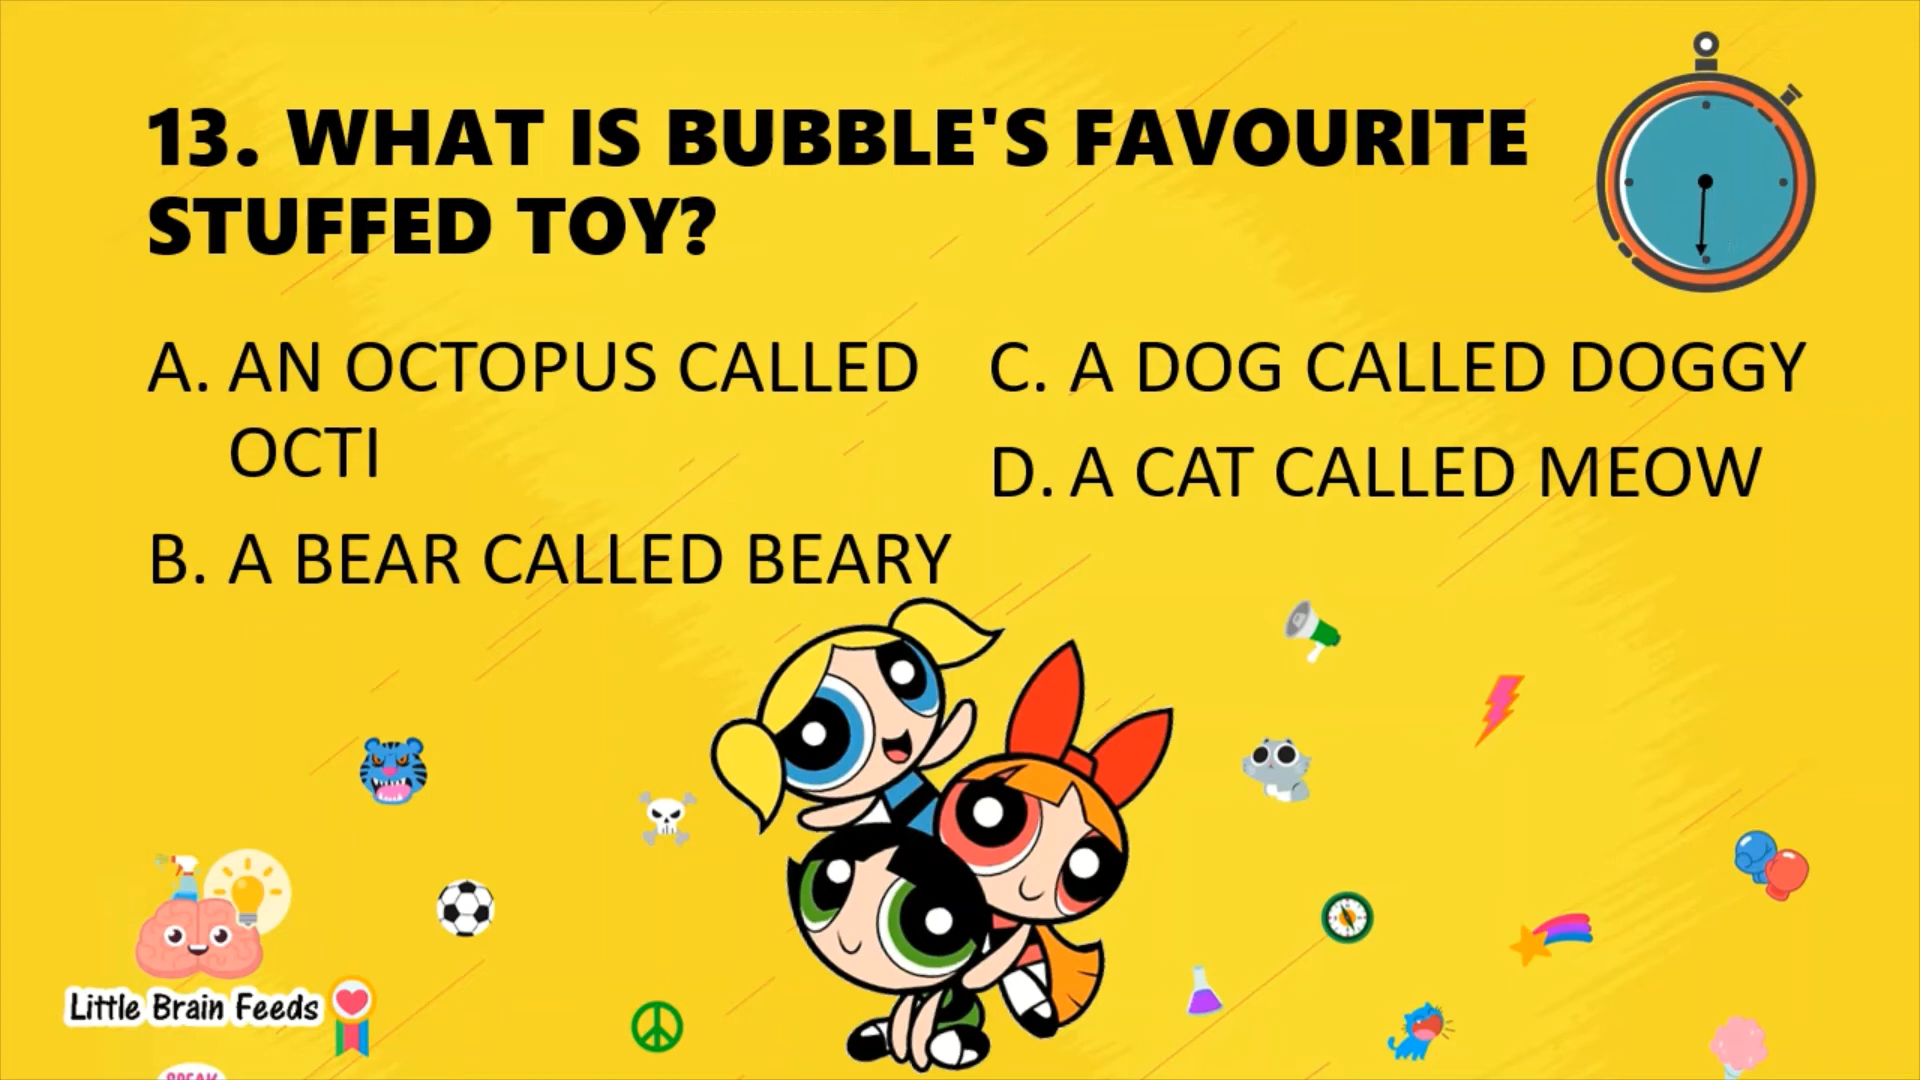 13. WHAT IS BUBBLE'S FAVOURITE
STUFFED TOY?
A. AN OCTOPUS CALLED
OCTI
B. A BEAR CALLED BEARY
C. A DOG CALLED DOGGY
D. A CAT CALLED MEOW
Little Brain Feeds